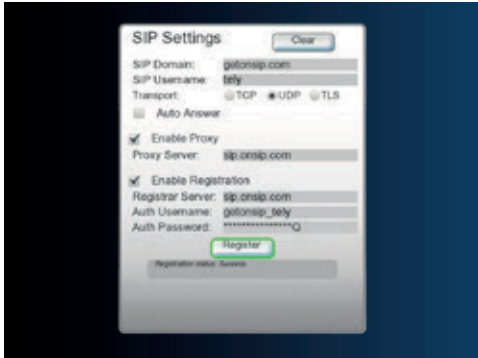 SIP Settings
Clear
SIP Domain: getonsip.com
SIP Username: tely
Transport: TCP UDP TLS
Auto Answer
Enable Proxy
Proxy Server: sip.onsip.com
Enable Registration
Registrar Server: sip.onsip.com
Auth Username: getonsip_tely
Auth Password: ****************Q
Register
Registration status: Success